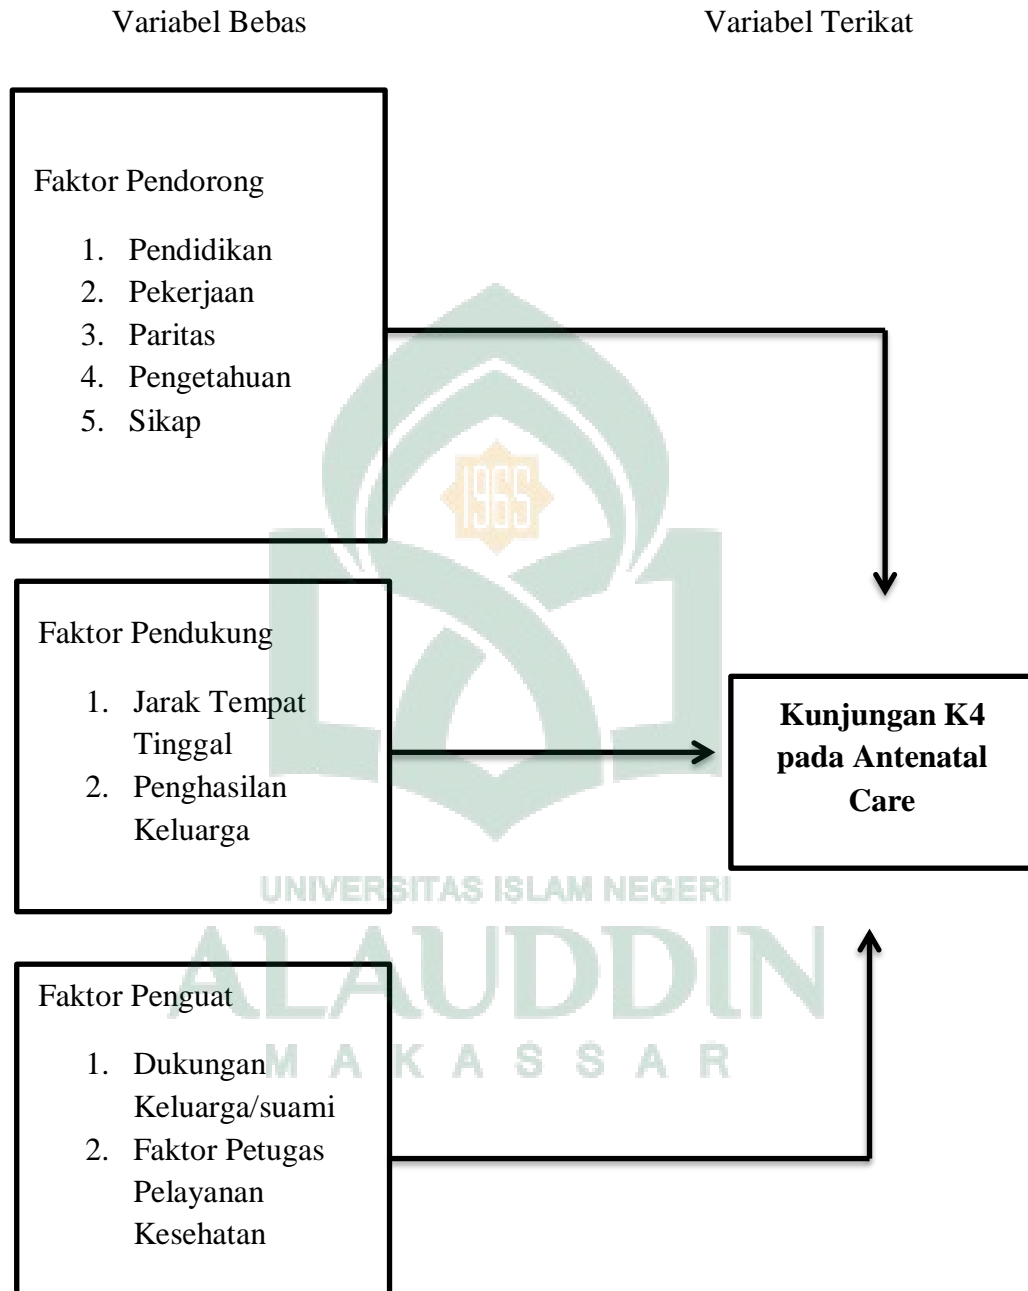 Variabel Bebas
Variabel Terikat
Faktor Pendorong
1. Pendidikan
2. Pekerjaan
3. Paritas
4. Pengetahuan
5. Sikap
1965
Faktor Pendukung
1. Jarak Tempat
Tinggal
2. Penghasilan
Keluarga
Kunjungan K4
pada Antenatal
Care
UNIVERSITAS ISLAM NEGERI
ALAUDDIN
MAKASSAR
Faktor Penguat
1. Dukungan
Keluarga/suami
2. Faktor Petugas
Pelayanan
Kesehatan